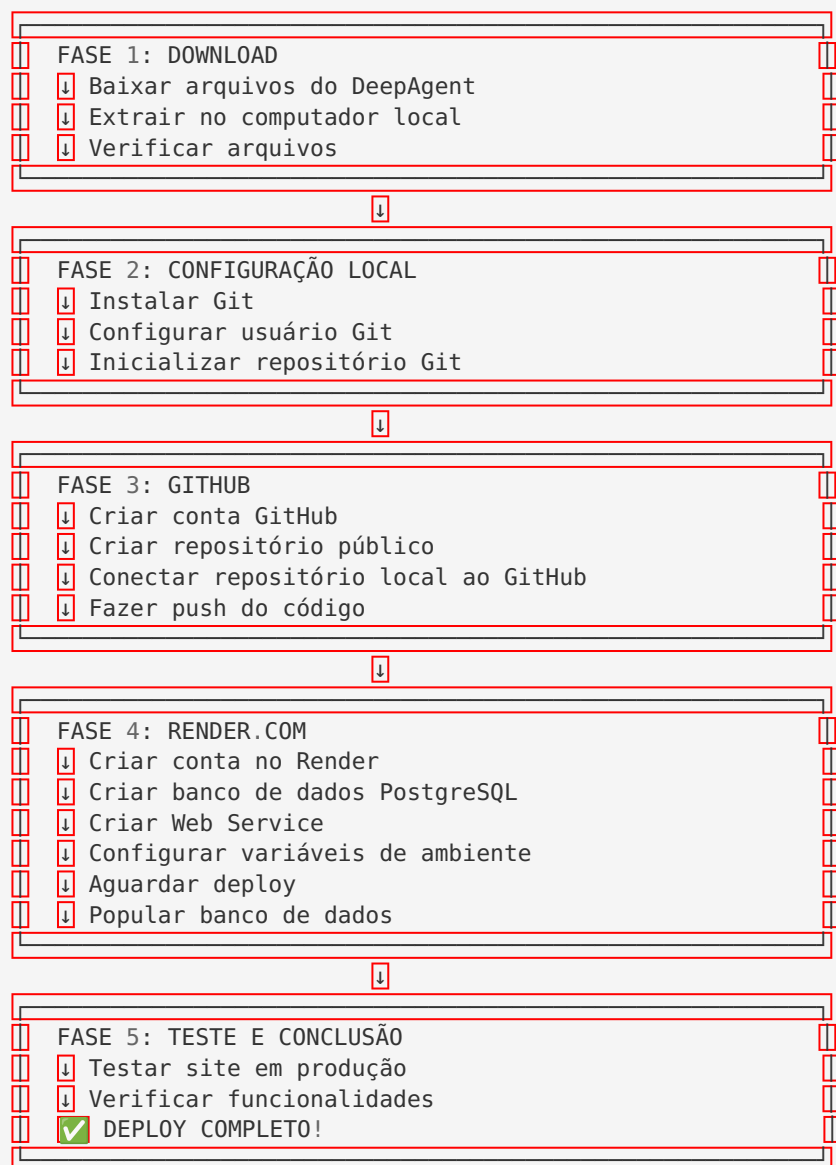 FASE 1: DOWNLOAD
↓ Baixar arquivos do DeepAgent
↓ Extrair no computador local
↓ Verificar arquivos
↓
FASE 2: CONFIGURAÇÃO LOCAL
↓ Instalar Git
↓ Configurar usuário Git
↓ Inicializar repositório Git
↓
FASE 3: GITHUB
↓ Criar conta GitHub
↓ Criar repositório público
↓ Conectar repositório local ao GitHub
↓ Fazer push do código
↓
FASE 4: RENDER.COM
↓ Criar conta no Render
↓ Criar banco de dados PostgreSQL
↓ Criar Web Service
↓ Configurar variáveis de ambiente
↓ Aguardar deploy
↓ Popular banco de dados
↓
FASE 5: TESTE E CONCLUSÃO
↓ Testar site em produção
↓ Verificar funcionalidades
✅ DEPLOY COMPLETO!